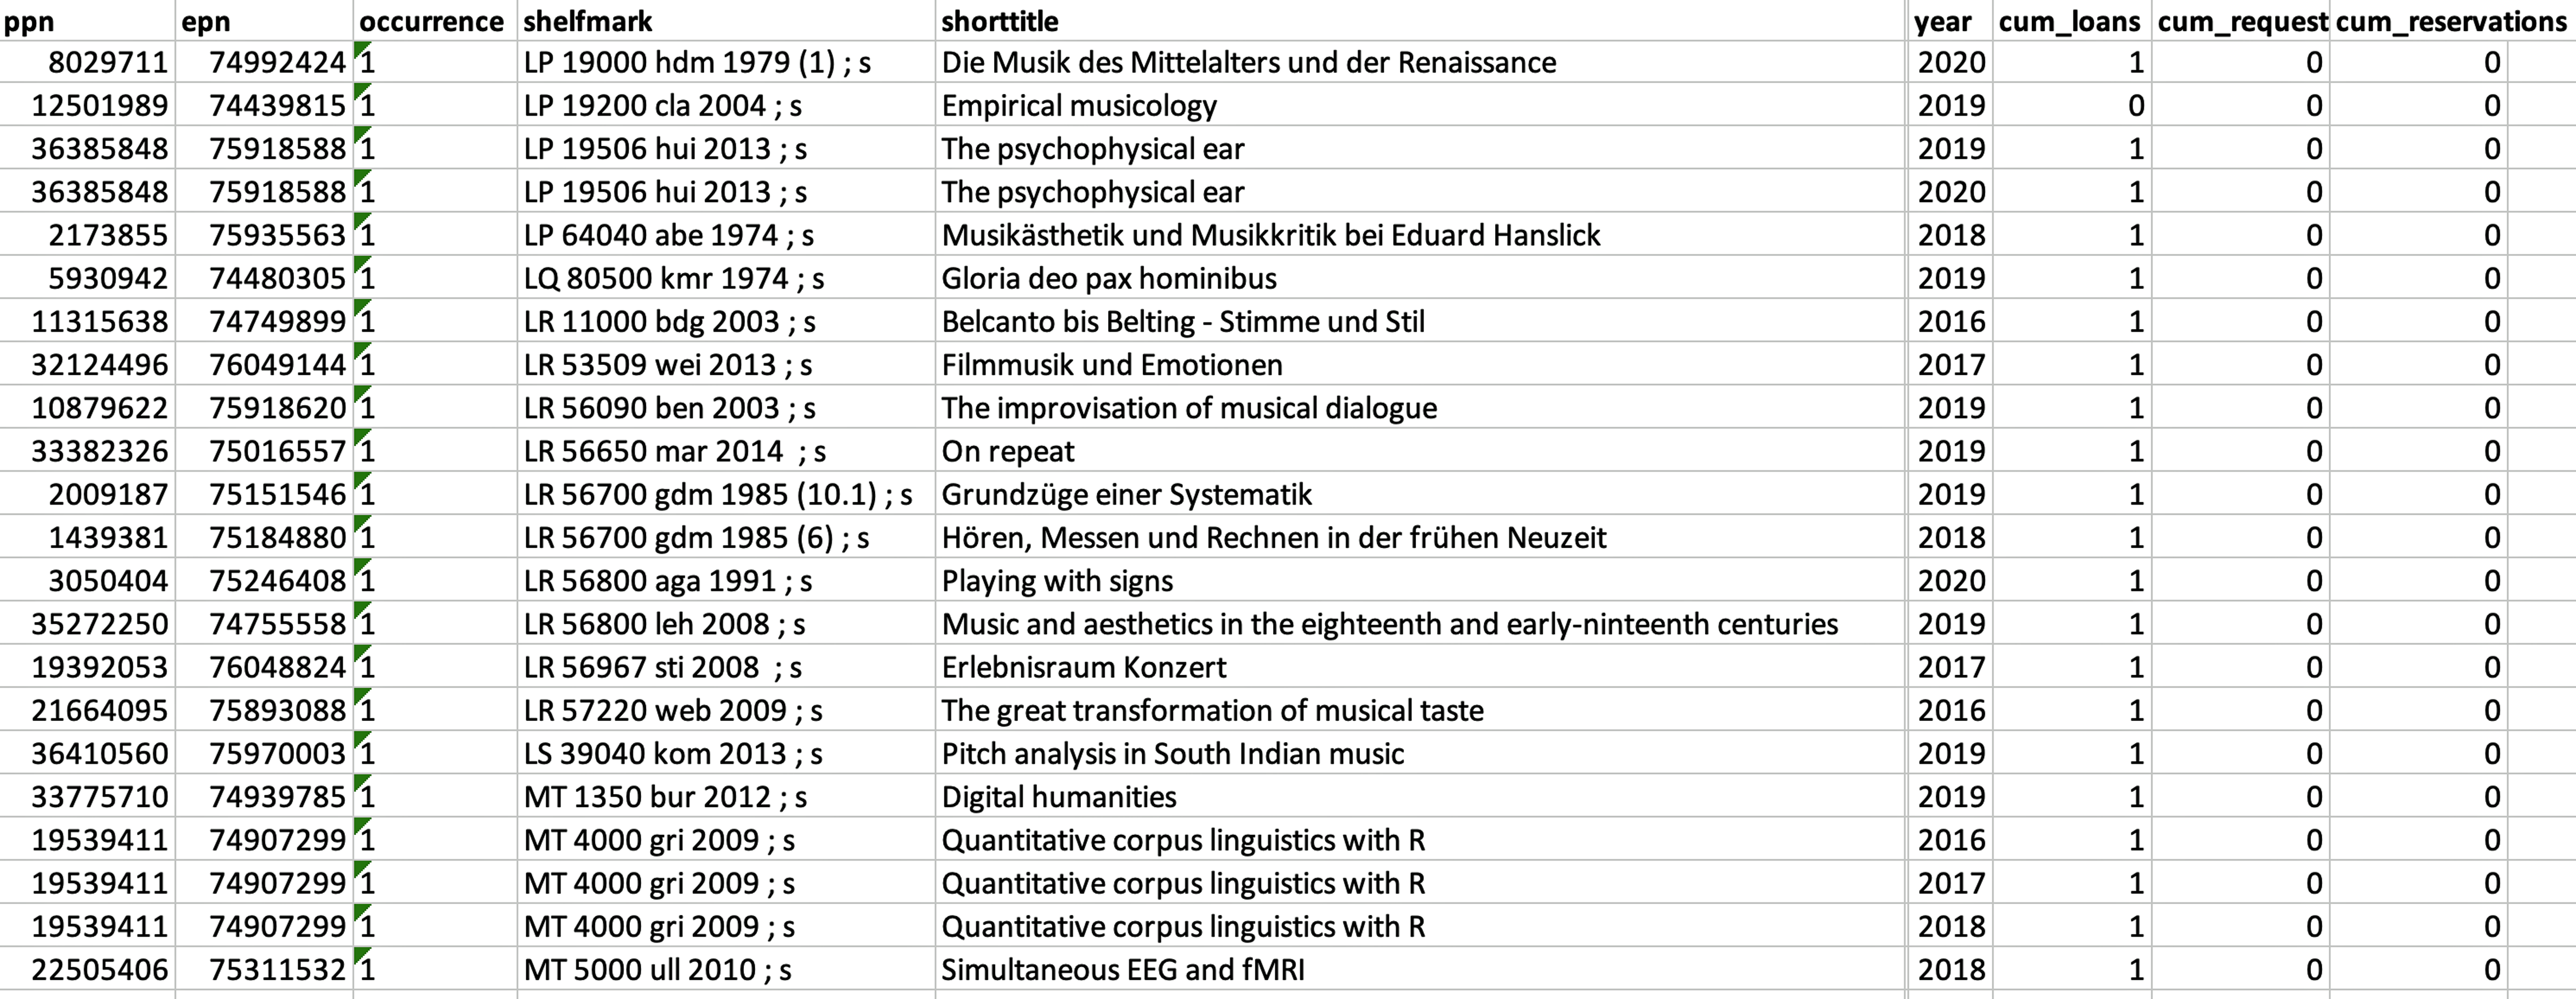 ppn epn occurrence shelfmark shorttitle year cum_loans cum_request cum_reservations
8029711 74992424 1 LP 19000 hdm 1979 (1) ; s Die Musik des Mittelalters und der Renaissance 2020 1 0 0
12501989 74439815 1 LP 19200 cla 2004 ; s Empirical musicology 2019 0 0 0
36385848 75918588 1 LP 19506 hui 2013 ; s The psychophysical ear 2019 1 0 0
36385848 75918588 1 LP 19506 hui 2013 ; s The psychophysical ear 2020 1 0 0
2173855 75935563 1 LP 64040 abe 1974 ; s Musikästhetik und Musikkritik bei Eduard Hanslick 2018 1 0 0
5930942 74480305 1 LQ 80500 kmr 1974 ; s Gloria deo pax hominibus 2019 1 0 0
11315638 74749899 1 LR 11000 bdg 2003 ; s Belcanto bis Belting - Stimme und Stil 2016 1 0 0
32124496 76049144 1 LR 53509 wei 2013 ; s Filmmusik und Emotionen 2017 1 0 0
10879622 75918620 1 LR 56090 ben 2003 ; s The improvisation of musical dialogue 2019 1 0 0
33382326 75016557 1 LR 56650 mar 2014  ; s On repeat 2019 1 0 0
2009187 75151546 1 LR 56700 gdm 1985 (10.1) ; s Grundzüge einer Systematik 2019 1 0 0
1439381 75184880 1 LR 56700 gdm 1985 (6) ; s Hören, Messen und Rechnen in der frühen Neuzeit 2018 1 0 0
3050404 75246408 1 LR 56800 aga 1991 ; s Playing with signs 2020 1 0 0
35272250 74755558 1 LR 56800 leh 2008 ; s Music and aesthetics in the eighteenth and early-ninteenth centuries 2019 1 0 0
19392053 76048824 1 LR 56967 sti 2008  ; s Erlebnisraum Konzert 2017 1 0 0
21664095 75893088 1 LR 57220 web 2009 ; s The great transformation of musical taste 2016 1 0 0
36410560 75970003 1 LS 39040 kom 2013 ; s Pitch analysis in South Indian music 2019 1 0 0
33775710 74939785 1 MT 1350 bur 2012 ; s Digital humanities 2019 1 0 0
19539411 74907299 1 MT 4000 gri 2009 ; s Quantitative corpus linguistics with R 2016 1 0 0
19539411 74907299 1 MT 4000 gri 2009 ; s Quantitative corpus linguistics with R 2017 1 0 0
19539411 74907299 1 MT 4000 gri 2009 ; s Quantitative corpus linguistics with R 2018 1 0 0
22505406 75311532 1 MT 5000 ull 2010 ; s Simultaneous EEG and fMRI 2018 1 0 0